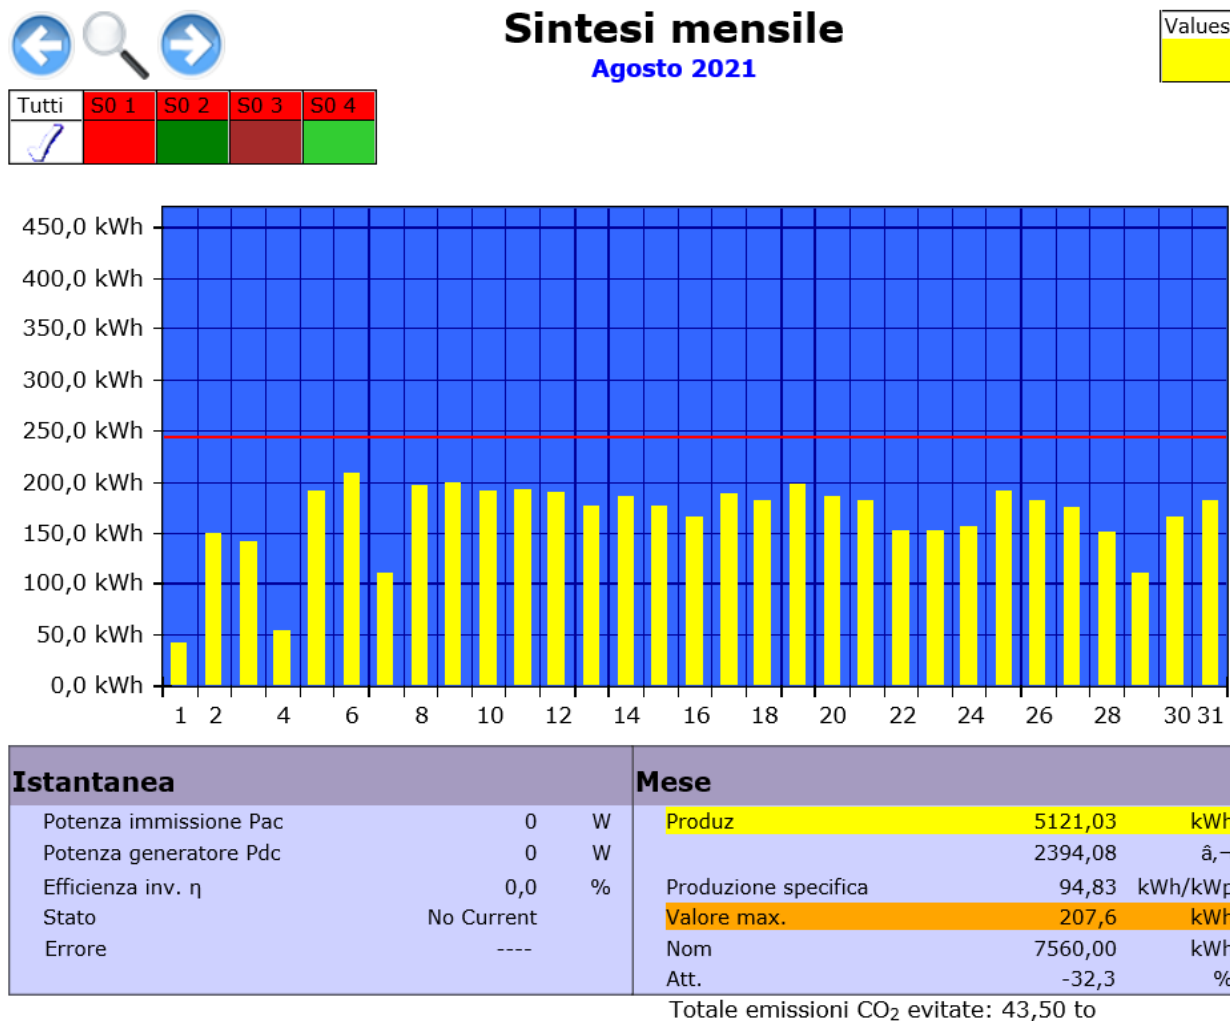 Sintesi mensile
Agosto 2021
Values
Tutti S0 1 S0 2 S0 3 S0 4
450,0 kWh
400,0 kWh
350,0 kWh
300,0 kWh
250,0 kWh
200,0 kWh
150,0 kWh
100,0 kWh
50,0 kWh
0,0 kWh
1 2 4 6 8 10 12 14 16 18 20 22 24 26 28 30 31
Istantanea
Potenza immissione Pac 0 W
Potenza generatore Pdc 0 W
Efficienza inv. η 0,0 %
Stato No Current
Errore ----
Mese
Produz 5121,03 kWh
2394,08 â‚¬
Produzione specifica 94,83 kWh/kWp
Valore max. 207,6 kWh
Nom 7560,00 kWh
Att. -32,3 %
Totale emissioni CO₂ evitate: 43,50 to